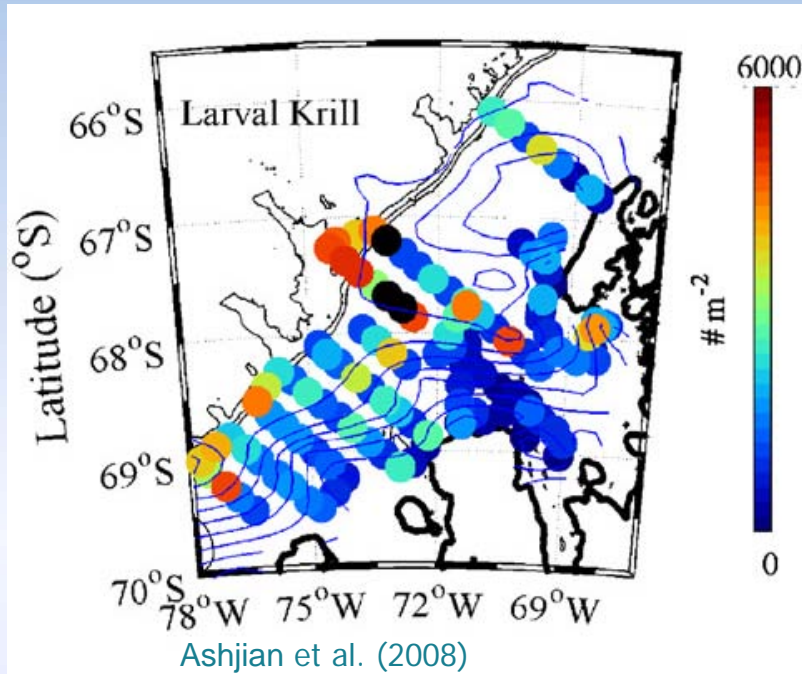 Larval Krill
6000
# m-2
0
Latitude (°S)
66°S
67°S
68°S
69°S
70°S
78°W 75°W 72°W 69°W
Ashjian et al. (2008)